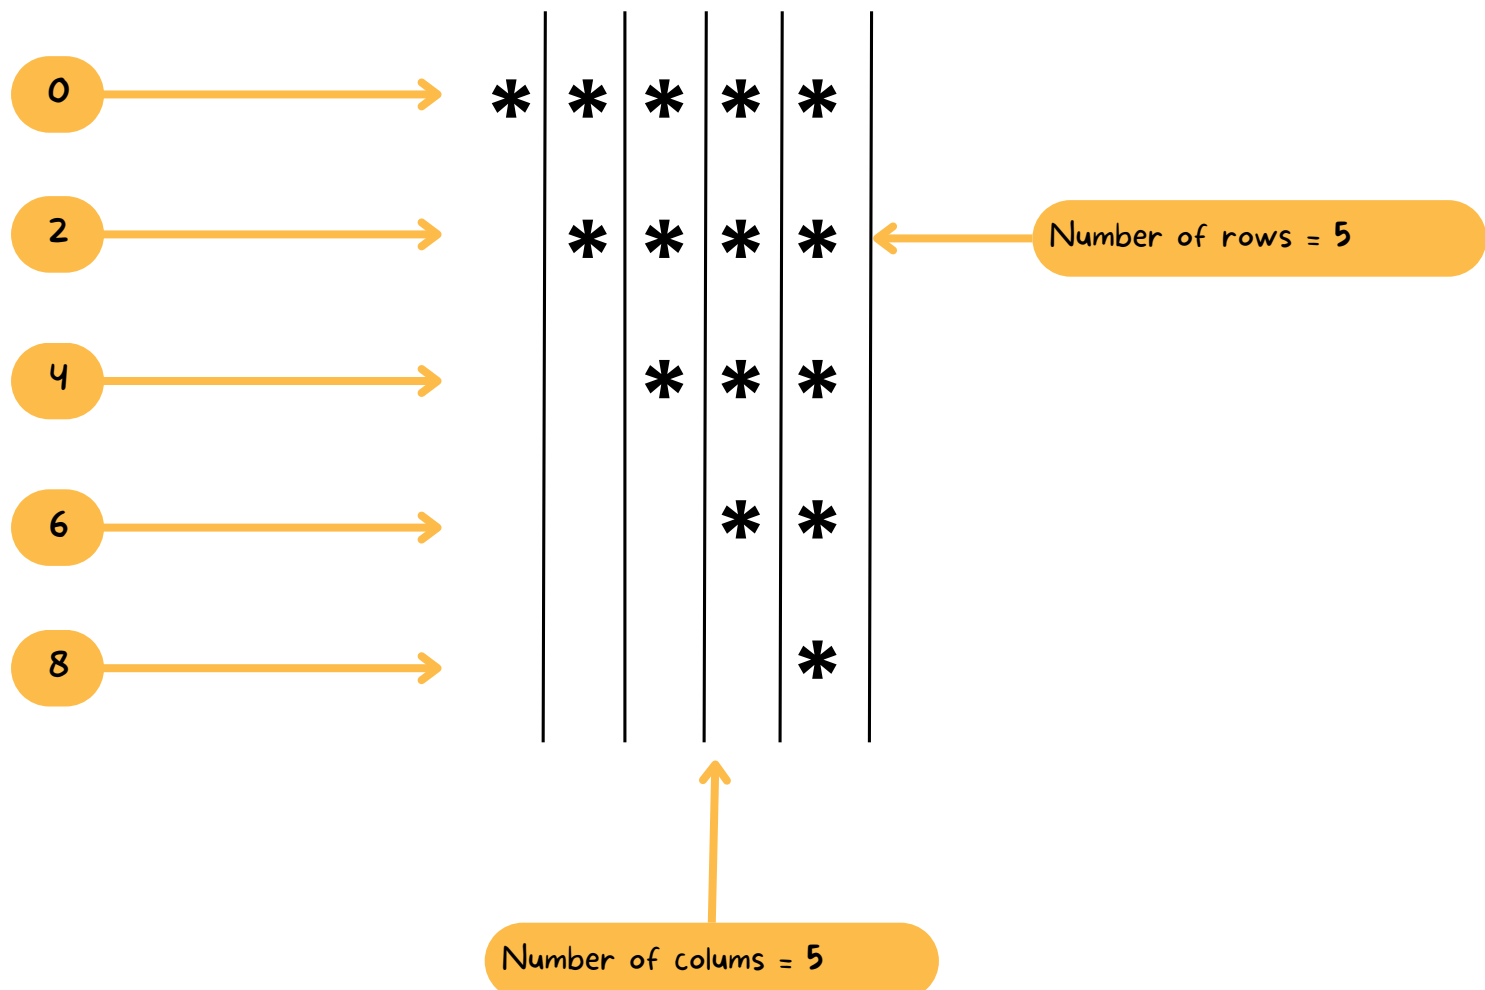 0 * * * * *
2 * * * *
Number of rows = 5
4 * * *
6 * *
8 *
Number of colums = 5